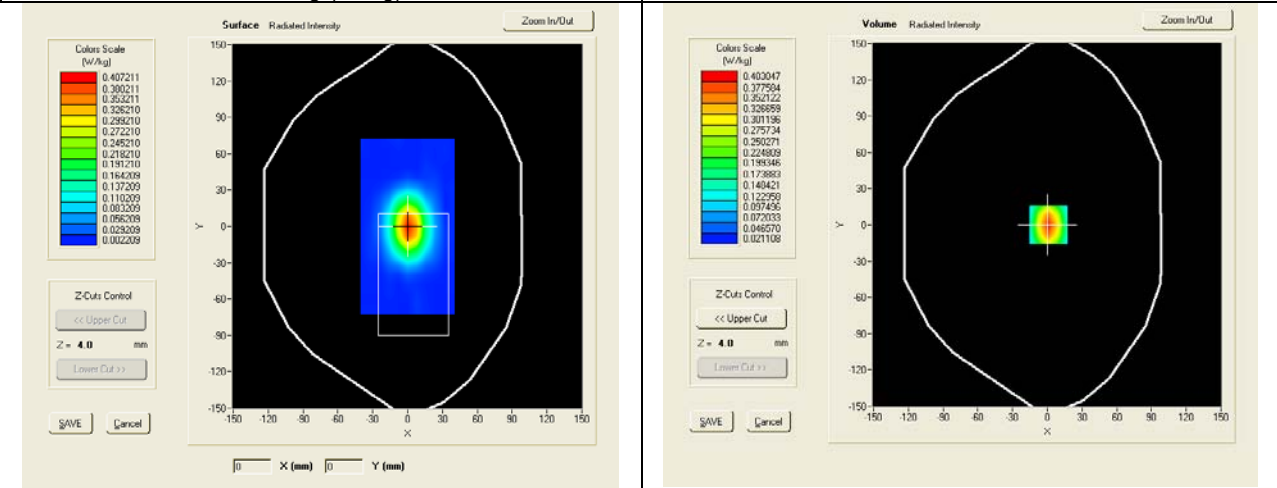 Surface Radiated Intensity
Zoom In/Out
Colors Scale
(W/kg)
0.407211
0.380211
0.353211
0.326210
0.299210
0.272210
0.245210
0.218210
0.191210
0.164209
0.137209
0.110209
0.083209
0.056209
0.029209
0.002209
Z-Cuts Control
<< Upper Cut
Z = 4.0 mm
Lower Cut >>
SAVE Cancel
150
120
90
60
30
0
-30
-60
-90
-120
-150
Y
-150 -120 -90 -60 -30 0 30 60 90 120 150
X
0 X (mm) 0 Y (mm)
Volume Radiated Intensity
Zoom In/Out
Colors Scale
(W/kg)
0.403047
0.377584
0.352122
0.326659
0.301196
0.275734
0.250271
0.224809
0.199346
0.173883
0.148421
0.122958
0.097496
0.072033
0.046570
0.021108
Z-Cuts Control
<< Upper Cut
Z = 4.0 mm
Lower Cut >>
SAVE Cancel
150
120
90
60
30
0
-30
-60
-90
-120
-150
Y
-150 -120 -90 -60 -30 0 30 60 90 120 150
X